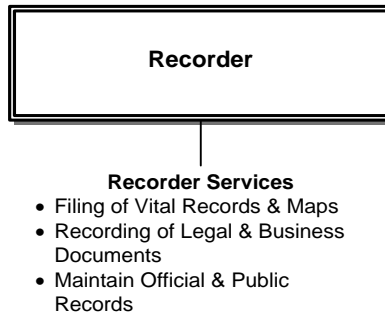 Recorder
Recorder Services
• Filing of Vital Records & Maps
• Recording of Legal & Business
Documents
• Maintain Official & Public
Records